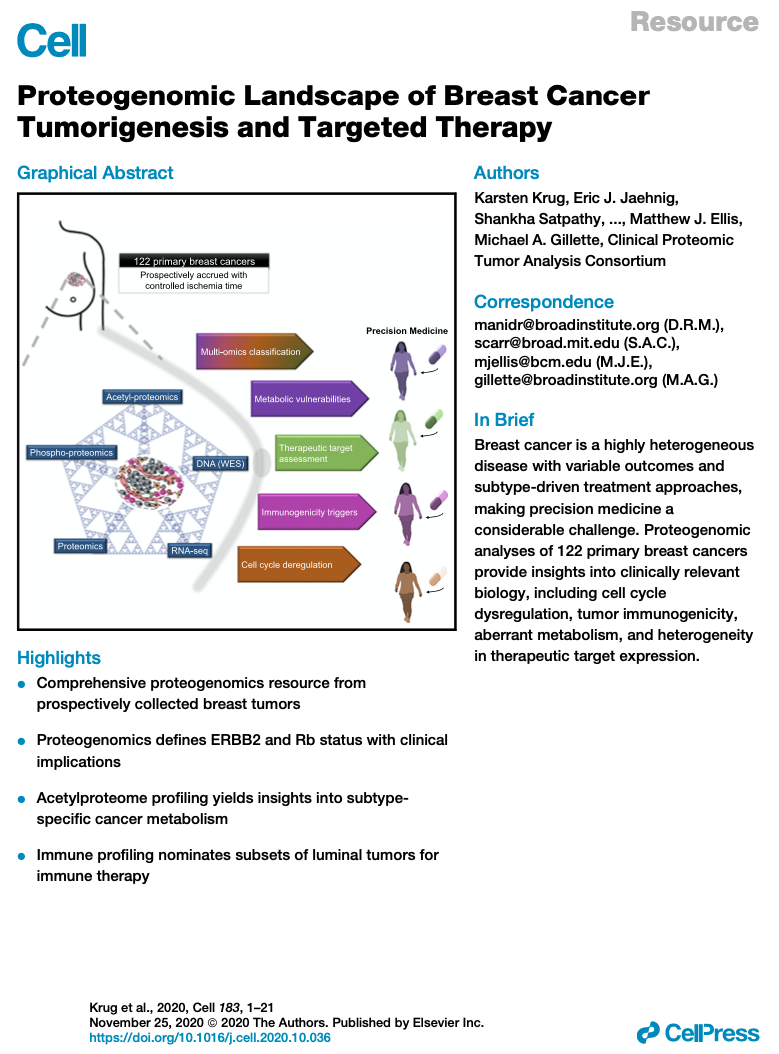 Resource
Cell
Proteogenomic Landscape of Breast Cancer
Tumorigenesis and Targeted Therapy
Graphical Abstract
122 primary breast cancers
Prospectively accrued with
controlled ischemia time
Precision Medicine
Multi-omics classification
Metabolic vulnerabilities
Therapeutic target
assessment
Immunogenicity triggers
Cell cycle deregulation
Acetyl-proteomics
Phospho-proteomics
DNA (WES)
Proteomics
RNA-seq
Highlights
• Comprehensive proteogenomics resource from
prospectively collected breast tumors
• Proteogenomics defines ERBB2 and Rb status with clinical
implications
• Acetylproteome profiling yields insights into subtype-
specific cancer metabolism
• Immune profiling nominates subsets of luminal tumors for
immune therapy
Authors
Karsten Krug, Eric J. Jaehnig,
Shankha Satpathy, ..., Matthew J. Ellis,
Michael A. Gillette, Clinical Proteomic
Tumor Analysis Consortium
Correspondence
manidr@broadinstitute.org (D.R.M.),
scarr@broad.mit.edu (S.A.C.),
mjellis@bcm.edu (M.J.E.),
gillette@broadinstitute.org (M.A.G.)
In Brief
Breast cancer is a highly heterogeneous
disease with variable outcomes and
subtype-driven treatment approaches,
making precision medicine a
considerable challenge. Proteogenomic
analyses of 122 primary breast cancers
provide insights into clinically relevant
biology, including cell cycle
dysregulation, tumor immunogenicity,
aberrant metabolism, and heterogeneity
in therapeutic target expression.
Krug et al., 2020, Cell 183, 1–21
November 25, 2020 © 2020 The Authors. Published by Elsevier Inc.
https://doi.org/10.1016/j.cell.2020.10.036
CellPress